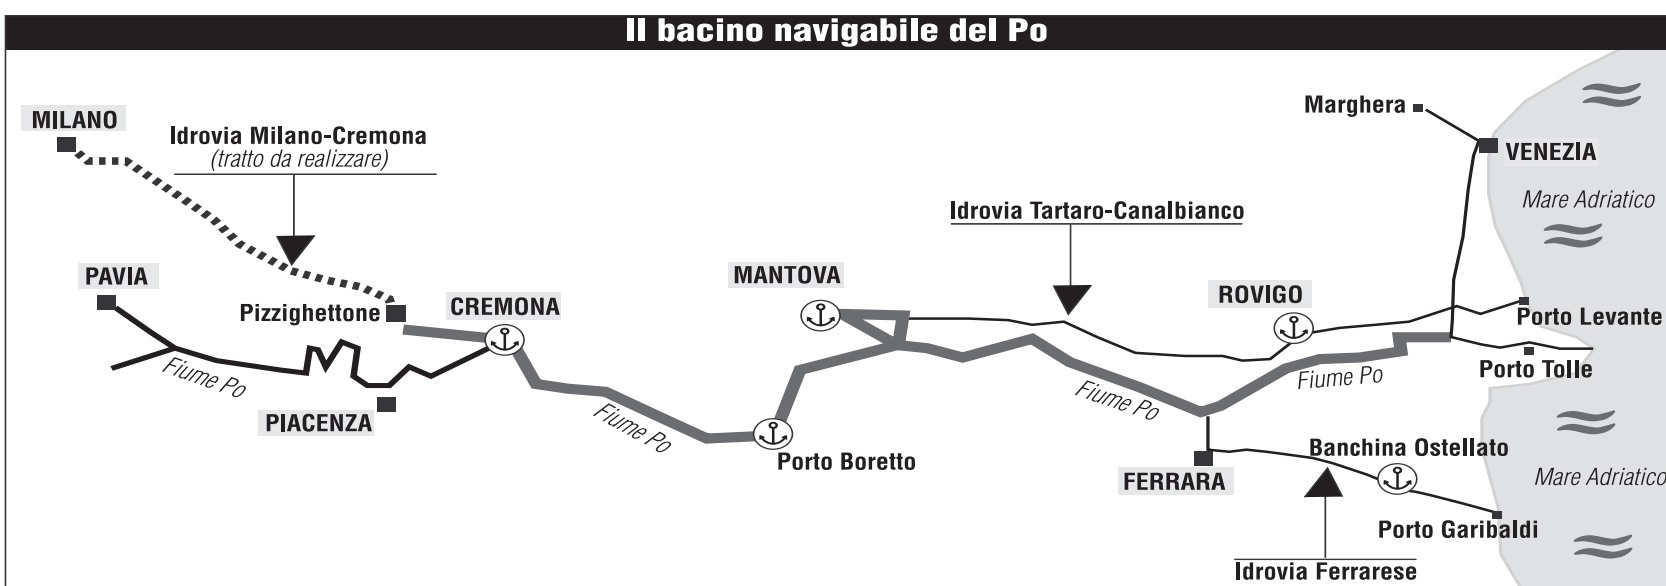 Il bacino navigabile del Po
MILANO
Idrovia Milano-Cremona
(tratto da realizzare)
Marghera
VENEZIA
Mare Adriatico
Idrovia Tartaro-Canalbianco
PAVIA
MANTOVA
ROVIGO
Pizzighettone
CREMONA
Porto Levante
Fiume Po
Porto Tolle
Fiume Po
PIACENZA
Fiume Po
Fiume Po
Porto Boretto
Banchina Ostellato
FERRARA
Mare Adriatico
Porto Garibaldi
Idrovia Ferrarese